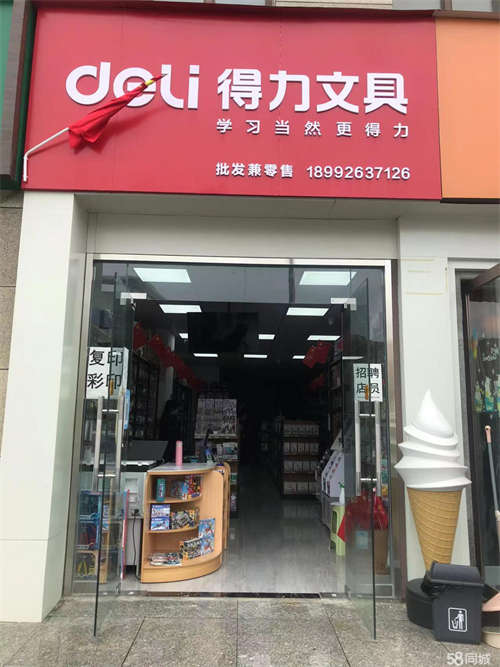 deli 得力文具
学习当然更得力
批发兼零售 18992637126
复印
彩印
招聘
店员
58同城